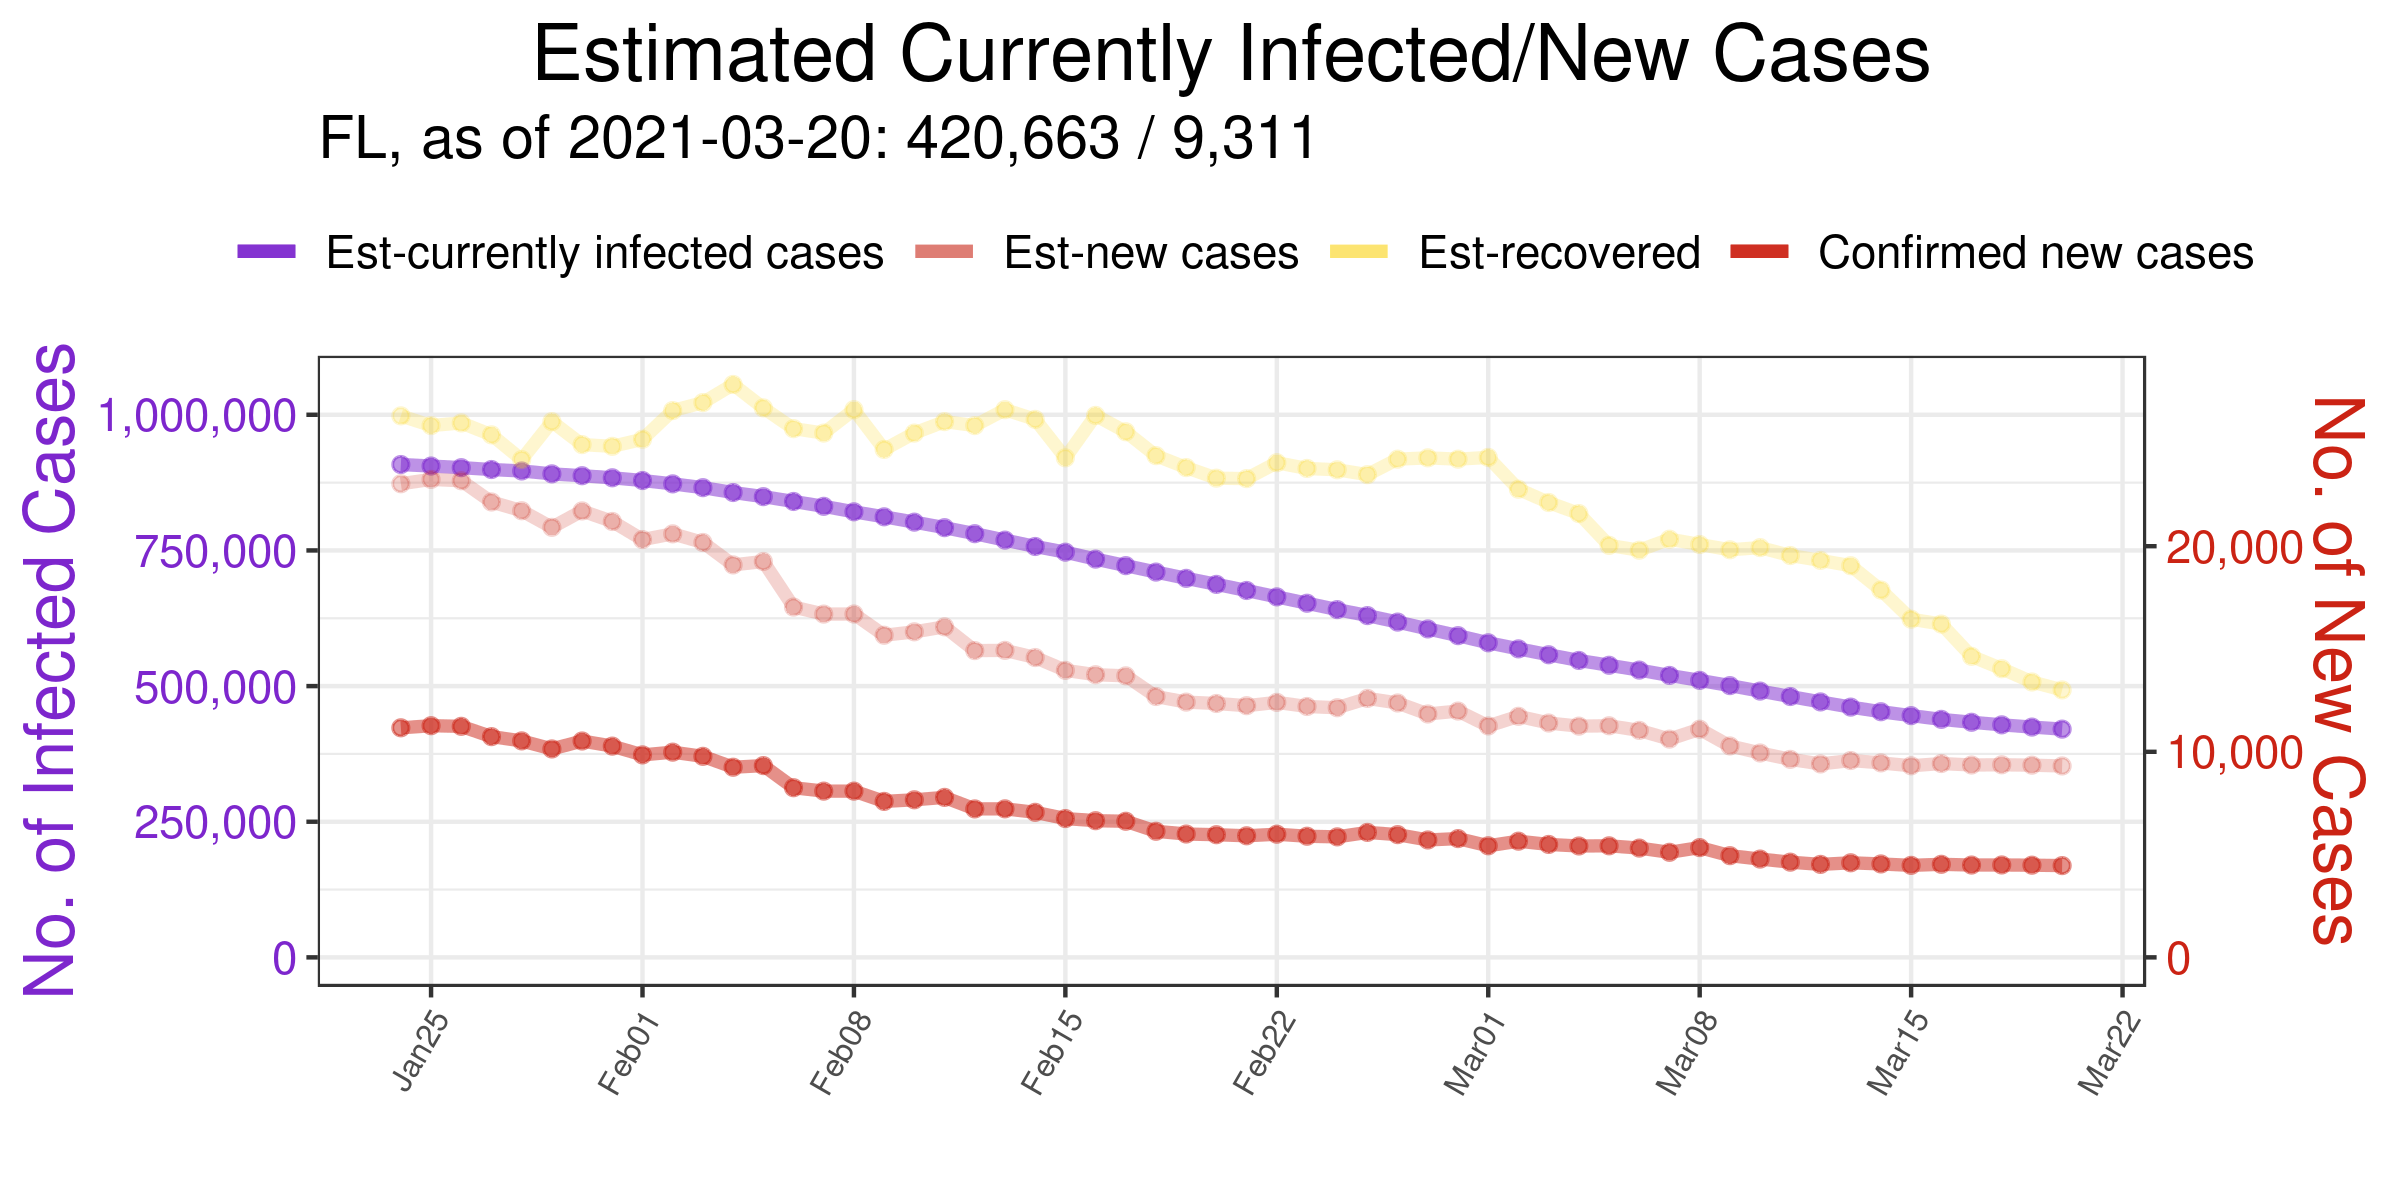 Estimated Currently Infected/New Cases
FL, as of 2021-03-20: 420,663 / 9,311
Est-currently infected cases Est-new cases Est-recovered Confirmed new cases
No. of Infected Cases
1,000,000
750,000
500,000
250,000
0
20,000
10,000
0
No. of New Cases
Jan25 Feb01 Feb08 Feb15 Feb22 Mar01 Mar08 Mar15 Mar22